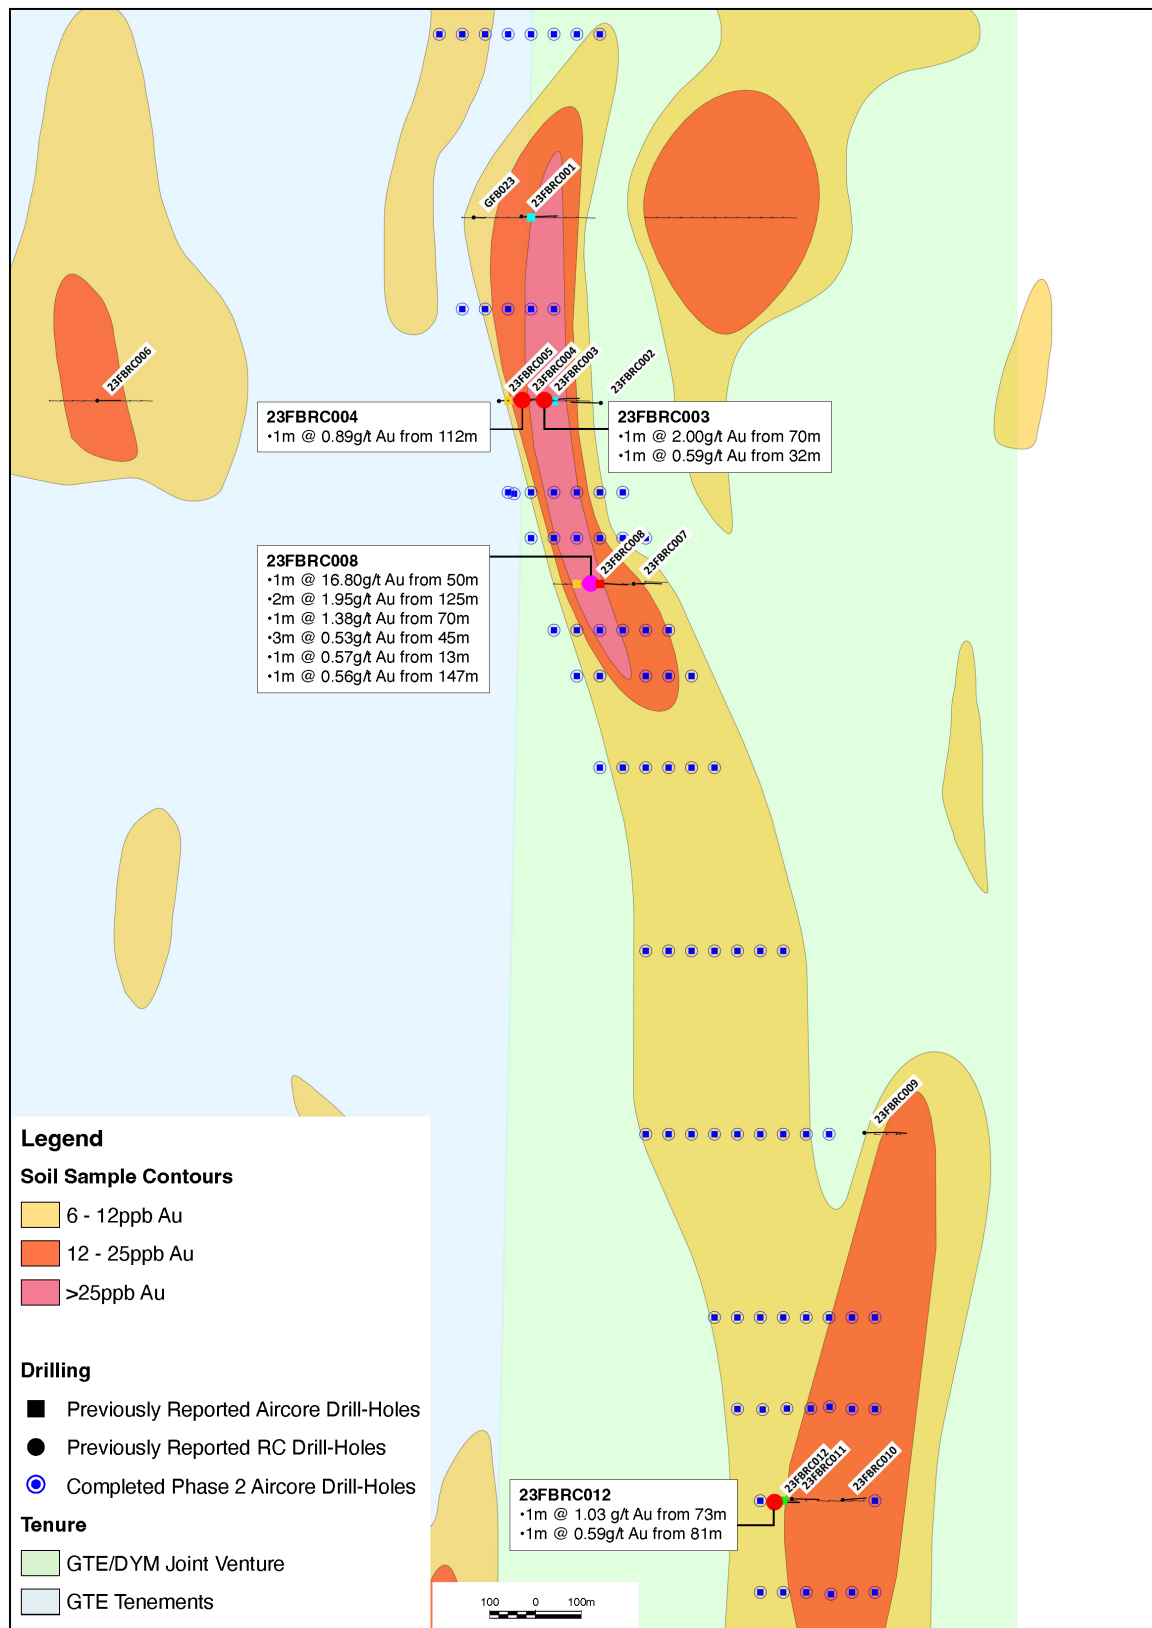 GFB023
23FBRC001
23FBRC006
23FBRC005
23FBRC004
23FBRC003
23FBRC002
23FBRC004
•1m @ 0.89g/t Au from 112m
23FBRC003
•1m @ 2.00g/t Au from 70m
•1m @ 0.59g/t Au from 32m
23FBRC008
23FBRC007
23FBRC008
•1m @ 16.80g/t Au from 50m
•2m @ 1.95g/t Au from 125m
•1m @ 1.38g/t Au from 70m
•3m @ 0.53g/t Au from 45m
•1m @ 0.57g/t Au from 13m
•1m @ 0.56g/t Au from 147m
23FBRC009
Legend
Soil Sample Contours
6 - 12ppb Au
12 - 25ppb Au
>25ppb Au
Drilling
Previously Reported Aircore Drill-Holes
Previously Reported RC Drill-Holes
Completed Phase 2 Aircore Drill-Holes
Tenure
GTE/DYM Joint Venture
GTE Tenements
23FBRC012
23FBRC011
23FBRC010
23FBRC012
•1m @ 1.03 g/t Au from 73m
•1m @ 0.59g/t Au from 81m
100 0 100m